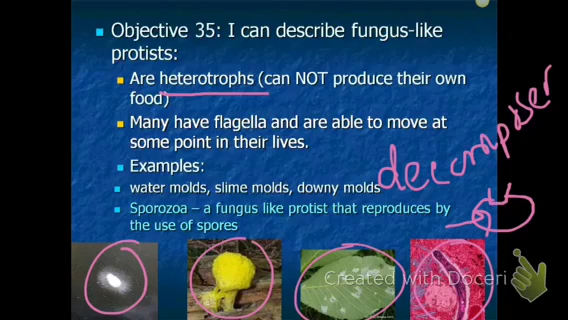 Objective 35: I can describe fungus-like
protists:
Are heterotrophs (can NOT produce their own
food)
Many have flagella and are able to move at
some point in their lives.
Examples:
water molds, slime molds, downy molds
decomposer
Sporozoa – a fungus like protist that reproduces by
the use of spores
Created with Doceri